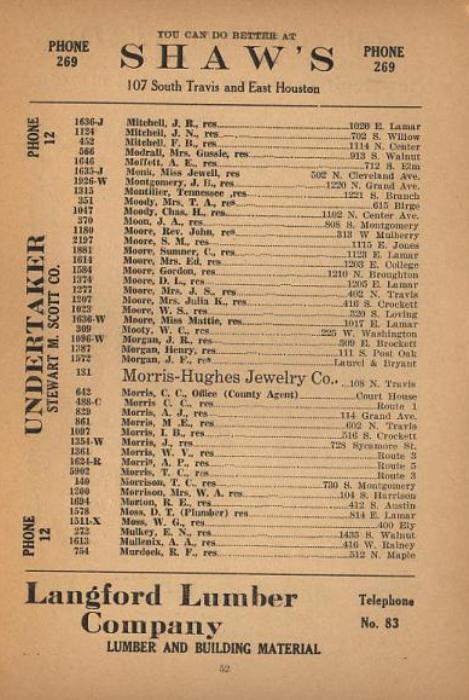 YOU CAN DO BETTER AT
PHONE
269
SHAW'S
PHONE
269
107 South Travis and East Houston
PHONE
12
UNDERTAKER
STEWART M. SCOTT CO.
PHONE
12
1636-J Mitchell, J. R., res 1020 E. Lamar
1124 Mitchell, J. N., res 702 S. Willow
452 Mitchell, F. B., res 1114 N. Center
566 Modrall, Mrs. Gussie, res 913 S. Walnut
1646 Moffett, A. E., res 712 S. Elm
1635-J Monk, Miss Jewell, res 502 N. Cleveland Ave.
1926-W Montgomery, J. B., res 1220 N. Grand Ave.
1315 Montilier, Tennessee ,res 1221 S. Branch
351 Moody, Mrs. T. A., res 615 Birge
1047 Moody, Chas. H., res 1102 N. Center Ave.
370 Moon, J. A., res 808 S. Montgomery
1180 Moore, Rev. John, res 313 W Mulberry
2197 Moore, S. M., res 1115 E. Jones
1881 Moore, Sumner, C., res 1123 E. Lamar
1614 Moore, Mrs. Ed, res 1203 E. College
1584 Moore, Gordon, res 1210 N. Broughton
1374 Moore, D. L., res 1205 E. Lamar
1277 Moore, Mrs. J. S., res 402 N. Travis
1207 Moore, Mrs. Julia K., res 416 S. Crockett
1023 Moore, W. S., res 320 S. Loving
1636-W Moore, Miss Mattie, res 1017 E. Lamar
309 Mooty, W. C., res 225 W. Washington
1096-W Morgan, J. R., res 509 E. Brockett
1387 Morgan, Henry, res 111 S. Post Oak
1572 Morgan, J. F., res Laurel & Bryant
131 Morris-Hughes Jewelry Co. 108 N. Travis
642 Morris, C. C., Office (County Agent) Court House
488-C Morris C. C., res Route 1
829 Morris, A. J., res 114 Grand Ave.
861 Morris, M .E., res 602 N. Travis
1097 Morris, I. B., res 516 S. Crockett
1354-W Morris, J., res 728 Sycamore St.
1361 Morris, W. V., res Route 3
1624-R Morris, A. P., res Route 5
5902 Morris, T. C., res Route 3
140 Morrison, T. C., res 730 S. Montgomery
1200 Morrison, Mrs. W. A. res 104 S. Harrison
1694 Morton, R. E., res 412 S. Austin
1578 Moss, D. T. (Plumber) res 814 E. Lamar
1511-X Moss, W. G., res 400 Ely
272 Mulkey, E. N., res 1435 S. Walnut
1613 Mullenix, A. A., res 416 W. Rainey
754 Murdock, R. F., res 512 N. Maple
Langford Lumber
Company
Telephone
No. 83
LUMBER AND BUILDING MATERIAL
52